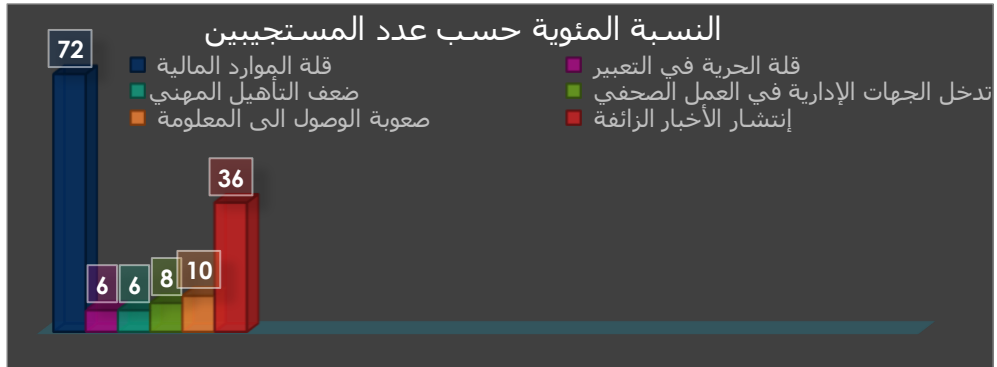 النسبة المئوية حسب عدد المستجيبين
قلة الموارد المالية
قلة الحرية في التعبير
ضعف التأهيل المهني
تدخل الجهات الإدارية في العمل الصحفي
صعوبة الوصول الى المعلومة
إنتشار الأخبار الزائفة
72
6
6
8
10
36